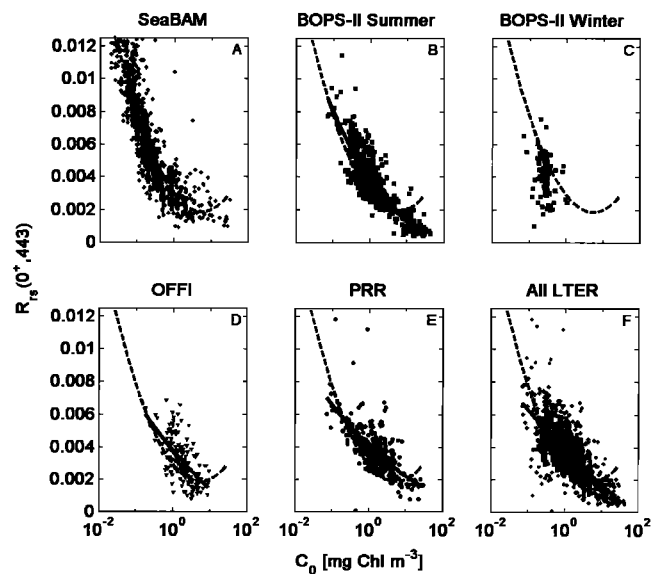 SeaBAM BOPS-II Summer BOPS-II Winter
A B C
0.012
0.01
0.008
0.006
0.004
0.002
0
R_rs(0⁺,443)
OFFI PRR All LTER
D E F
0.012
0.01
0.008
0.006
0.004
0.002
0
10⁻² 10⁰ 10² 10⁻² 10⁰ 10² 10⁻² 10⁰ 10²
C₀ [mg Chl m⁻³]